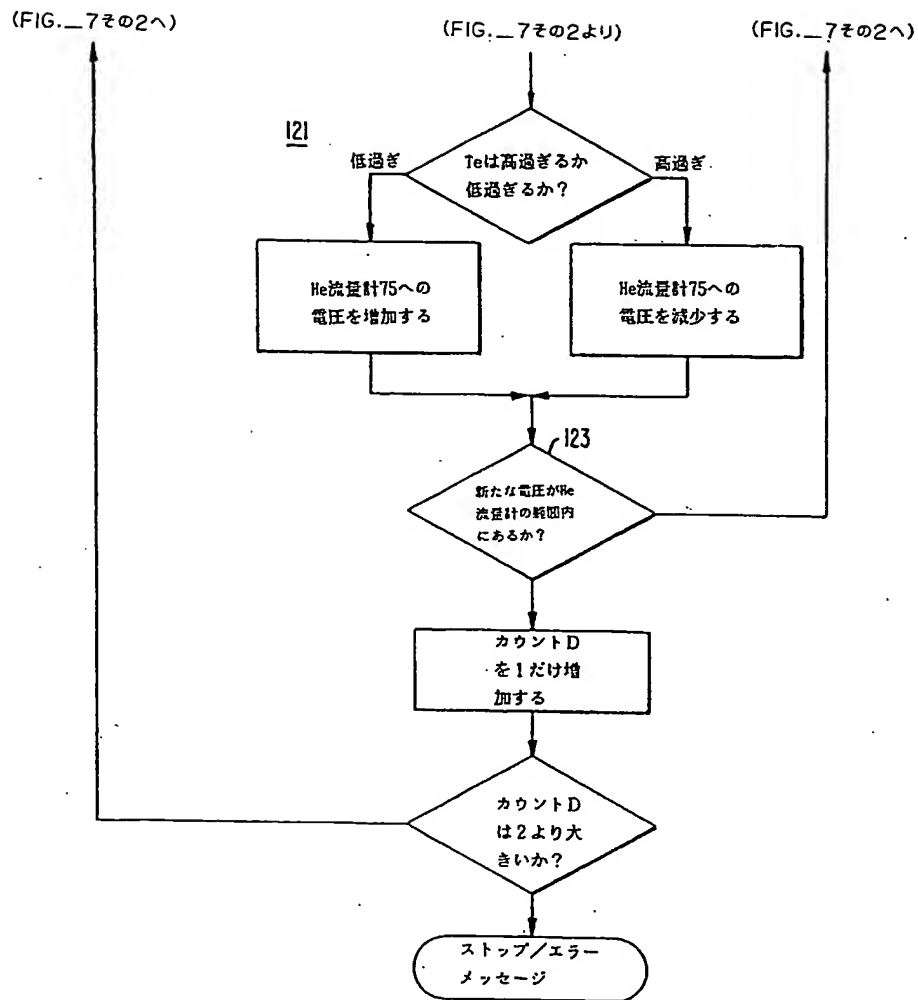 (FIG.＿7その2へ)
(FIG.＿7その2より)
(FIG.＿7その2へ)
121
低過ぎ
Teは高過ぎるか
低過ぎるか？
高過ぎ
He流量計75への
電圧を増加する
He流量計75への
電圧を減少する
123
新たな電圧がHe
流量計の範囲内
にあるか？
カウントD
を1だけ増
加する
カウントD
は2より大
きいか？
ストップ／エラー
メッセージ